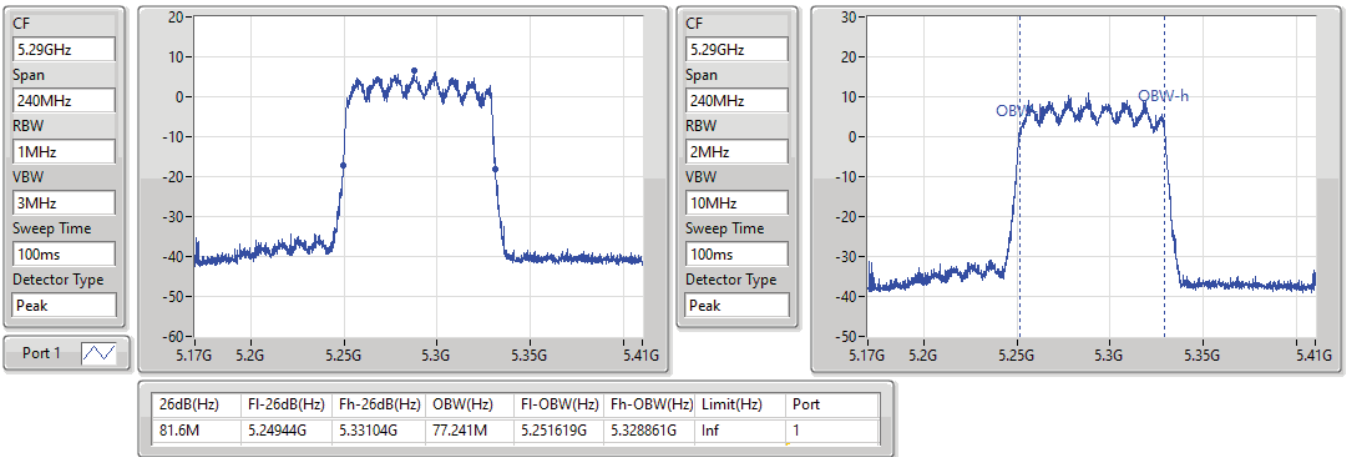 CF
5.29GHz
Span
240MHz
RBW
1MHz
VBW
3MHz
Sweep Time
100ms
Detector Type
Peak
Port 1
20
10
0
-10
-20
-30
-40
-50
-60
5.17G 5.2G 5.25G 5.3G 5.35G 5.41G
CF
5.29GHz
Span
240MHz
RBW
2MHz
VBW
10MHz
Sweep Time
100ms
Detector Type
Peak
30
20
10
0
-10
-20
-30
-40
-50
OBW-h
5.17G 5.2G 5.25G 5.3G 5.35G 5.41G
26dB(Hz) Fl-26dB(Hz) Fh-26dB(Hz) OBW(Hz) Fl-OBW(Hz) Fh-OBW(Hz) Limit(Hz) Port
81.6M 5.24944G 5.33104G 77.241M 5.251619G 5.328861G Inf 1